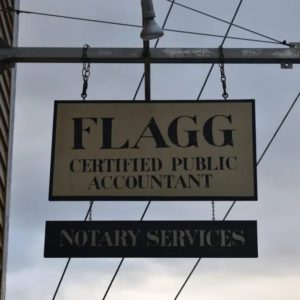 FLAGG
CERTIFIED PUBLIC
ACCOUNTANT
NOTARY SERVICES